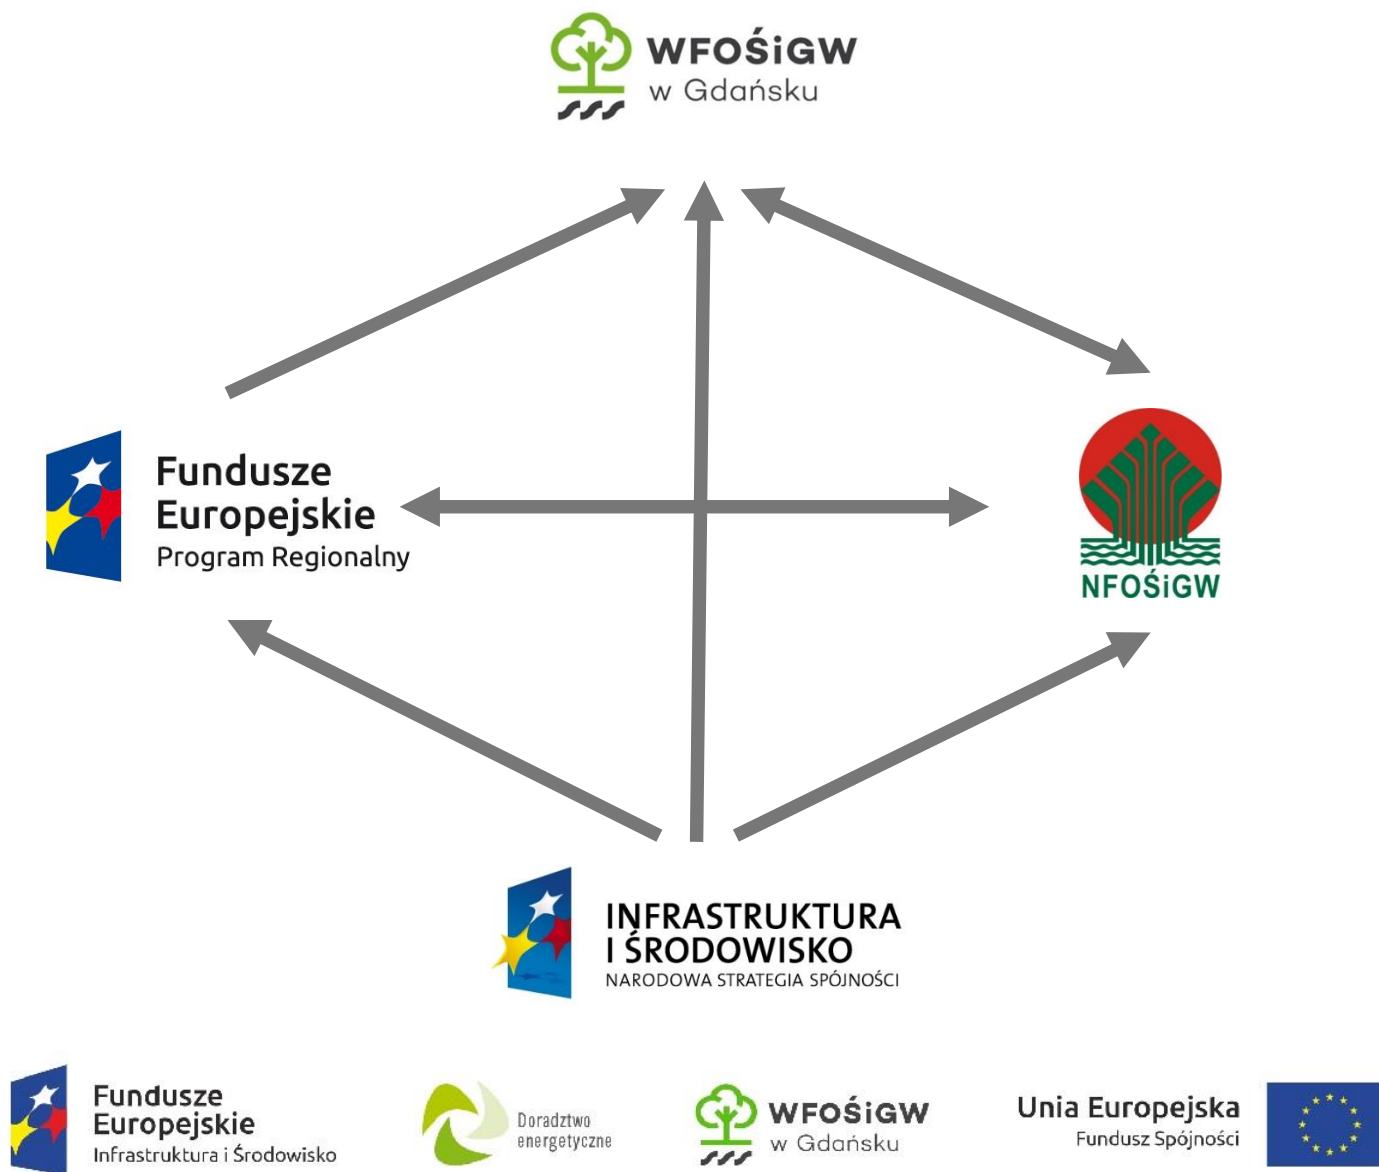 WFOŚiGW
w Gdańsku
Fundusze
Europejskie
Program Regionalny
NFOŚiGW
INFRASTRUKTURA
I ŚRODOWISKO
NARODOWA STRATEGIA SPÓJNOŚCI
Fundusze
Europejskie
Infrastruktura i Środowisko
Doradztwo
energetyczne
WFOŚiGW
w Gdańsku
Unia Europejska
Fundusz Spójności